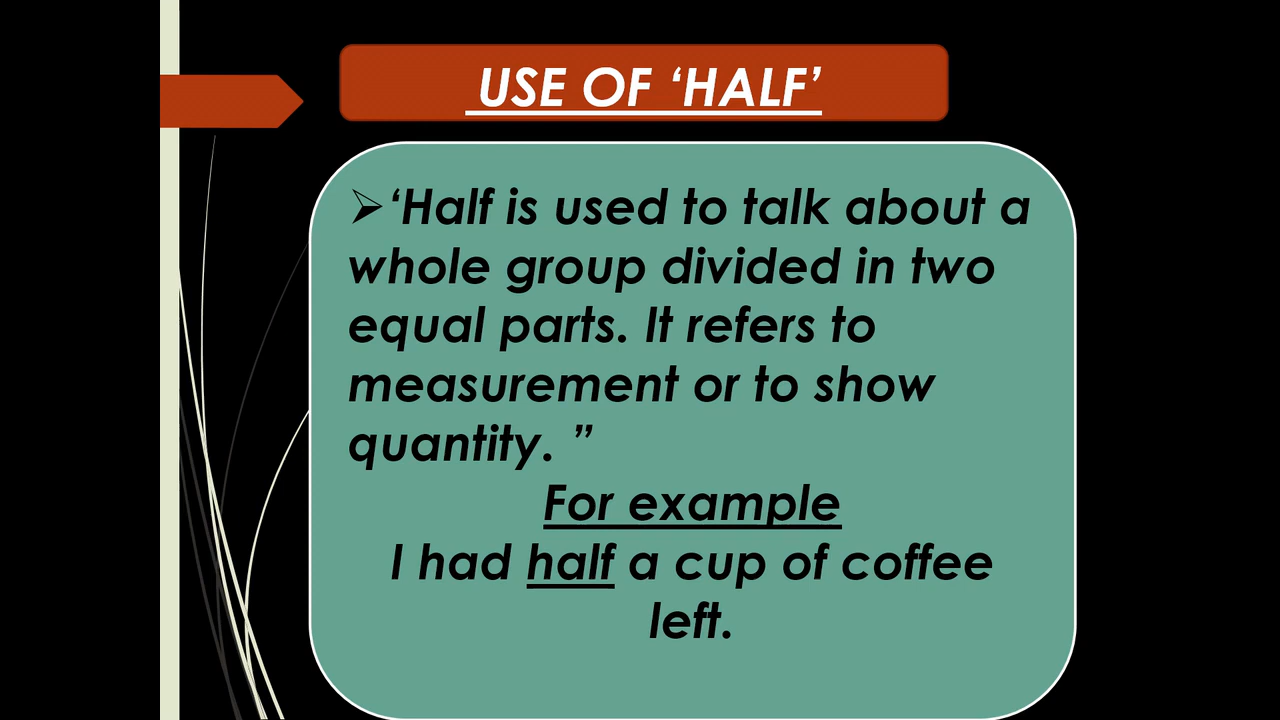 USE OF ‘HALF’
➢‘Half is used to talk about a
whole group divided in two
equal parts. It refers to
measurement or to show
quantity. ”
For example
I had half a cup of coffee
left.